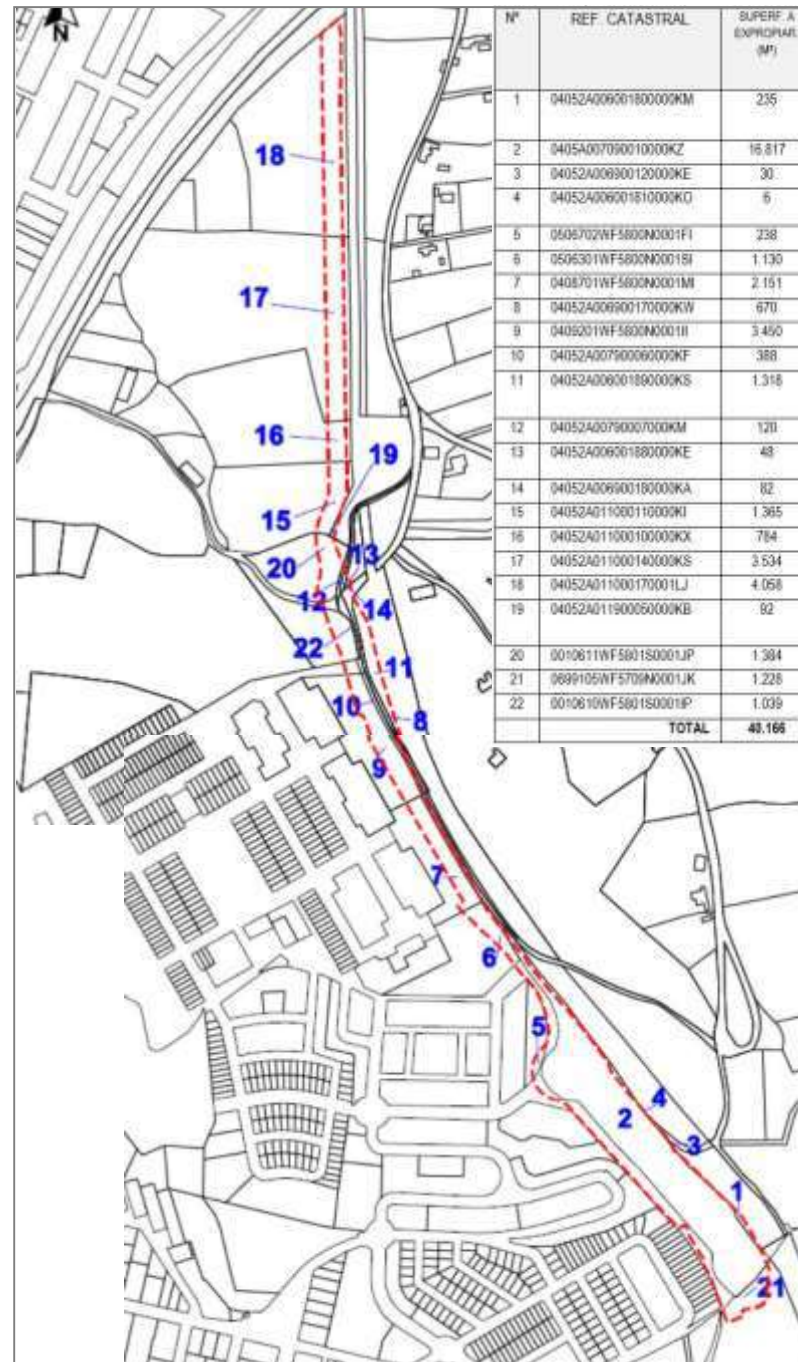 N
Nº REF. CATASTRAL SUPERF. A EXPROPIAR (M²)
1 04052A006001800000KM 235
2 0405A007090010000KZ 16.817
3 04052A006900120000KE 30
4 04052A006001810000KO 6
5 0506702WF5800N0001FI 238
6 0506301WF5800N0001SI 1.130
7 0408701WF5800N0001MI 2.151
8 04052A006900170000KW 670
9 0409201WF5800N0001II 3.450
10 04052A007900060000KF 388
11 04052A006001890000KS 1.318
12 04052A00790007000KM 120
13 04052A006001880000KE 48
14 04052A006900180000KA 82
15 04052A011000110000KI 1.365
16 04052A011000100000KX 784
17 04052A011000140000KS 3.534
18 04052A011000170001LJ 4.058
19 04052A011900050000KB 92
20 0010611WF5801S0001JP 1.384
21 0699105WF5709N0001JK 1.228
22 0010610WF5801S0001IP 1.039
TOTAL 40.166
18
17
16
19
15
20
13
12
14
22
11
10
8
9
7
6
5
4
2
3
1
21